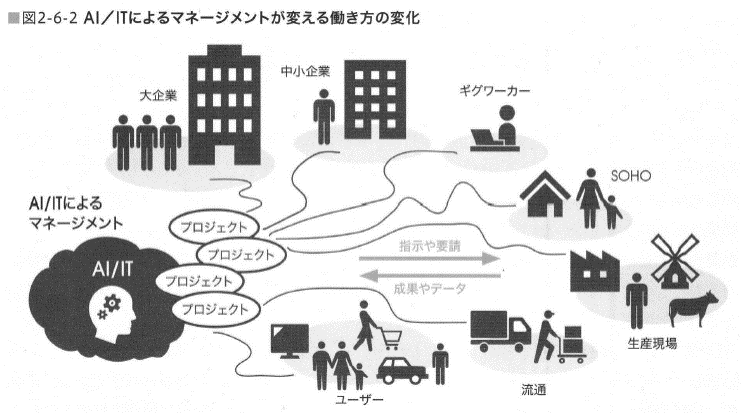 ■図2-6-2 AI／ITによるマネージメントが変える働き方の変化
大企業
中小企業
ギグワーカー
SOHO
AI/ITによる
マネージメント
プロジェクト
プロジェクト
プロジェクト
プロジェクト
AI/IT
指示や要請
成果やデータ
生産現場
流通
ユーザー